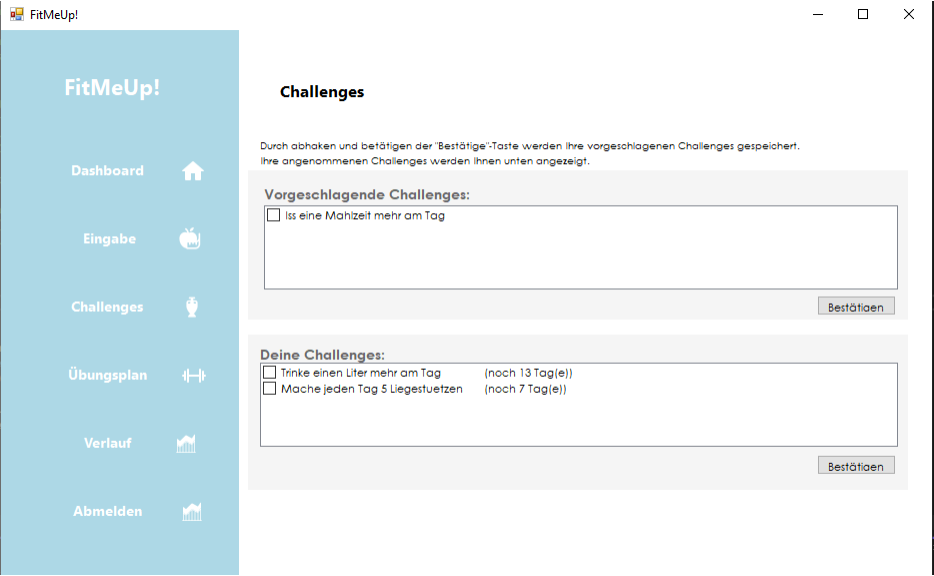 FitMeUp!
FitMeUp!
Dashboard
Eingabe
Challenges
Übungsplan
Verlauf
Abmelden
Challenges
Durch abhaken und betätigen der "Bestätige"-Taste werden Ihre vorgeschlagenen Challenges gespeichert.
Ihre angenommenen Challenges werden Ihnen unten angezeigt.
Vorgeschlagende Challenges:
Iss eine Mahlzeit mehr am Tag
Bestätigen
Deine Challenges:
Trinke einen Liter mehr am Tag (noch 13 Tag(e))
Mache jeden Tag 5 Liegestuetzen (noch 7 Tag(e))
Bestätigen